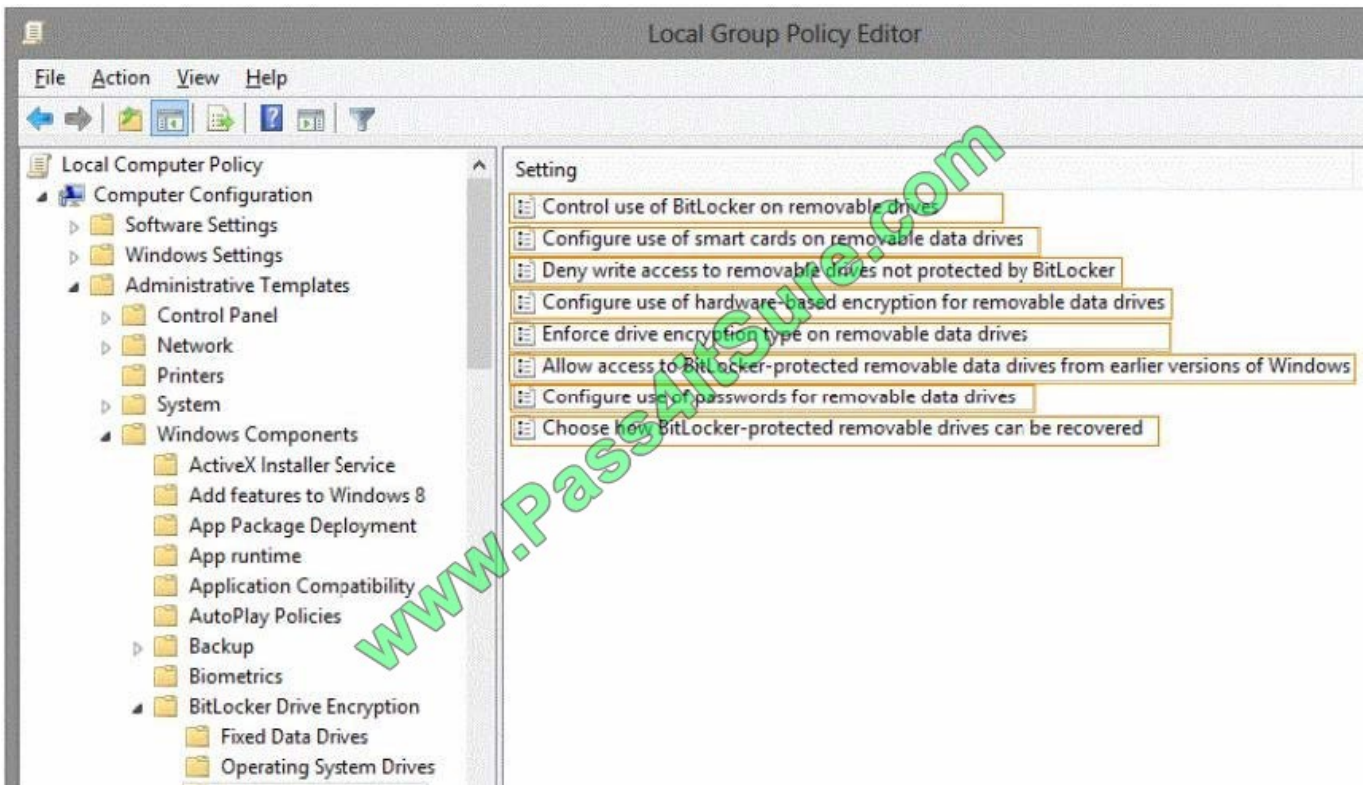 Local Group Policy Editor
File Action View Help
Local Computer Policy
Computer Configuration
Software Settings
Windows Settings
Administrative Templates
Control Panel
Network
Printers
System
Windows Components
ActiveX Installer Service
Add features to Windows 8
App Package Deployment
App runtime
Application Compatibility
AutoPlay Policies
Backup
Biometrics
BitLocker Drive Encryption
Fixed Data Drives
Operating System Drives
Setting
Control use of BitLocker on removable drives
Configure use of smart cards on removable data drives
Deny write access to removable drives not protected by BitLocker
Configure use of hardware-based encryption for removable data drives
Enforce drive encryption type on removable data drives
Allow access to BitLocker-protected removable data drives from earlier versions of Windows
Configure use of passwords for removable data drives
Choose how BitLocker-protected removable drives can be recovered
www.Pass4itSure.com